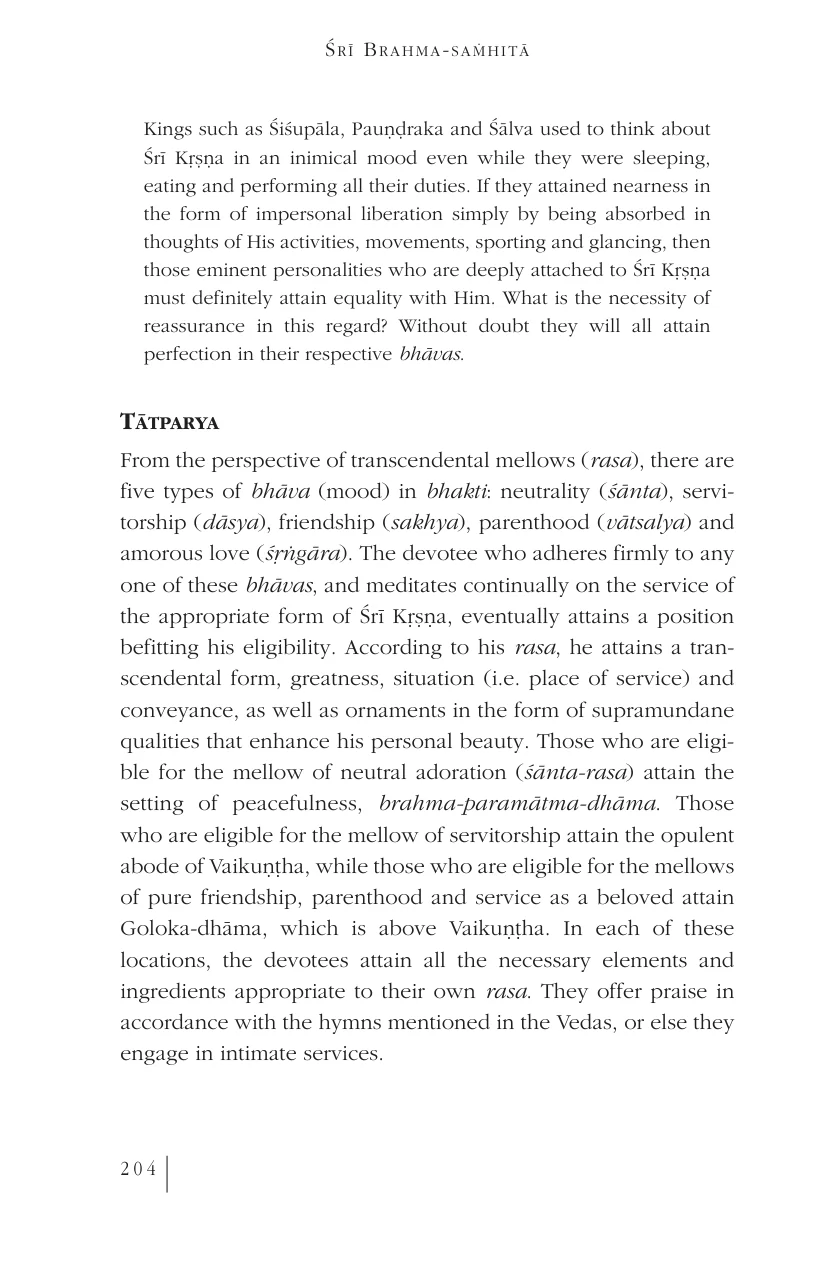 Śrī Brahma-saṁhitā
Kings such as Śiśupāla, Pauṇḍraka and Śālva used to think about
Śrī Kṛṣṇa in an inimical mood even while they were sleeping,
eating and performing all their duties. If they attained nearness in
the form of impersonal liberation simply by being absorbed in
thoughts of His activities, movements, sporting and glancing, then
those eminent personalities who are deeply attached to Śrī Kṛṣṇa
must definitely attain equality with Him. What is the necessity of
reassurance in this regard? Without doubt they will all attain
perfection in their respective bhāvas.
Tātparya
From the perspective of transcendental mellows (rasa), there are
five types of bhāva (mood) in bhakti: neutrality (śānta), servi-
torship (dāsya), friendship (sakhya), parenthood (vātsalya) and
amorous love (śṛṅgāra). The devotee who adheres firmly to any
one of these bhāvas, and meditates continually on the service of
the appropriate form of Śrī Kṛṣṇa, eventually attains a position
befitting his eligibility. According to his rasa, he attains a tran-
scendental form, greatness, situation (i.e. place of service) and
conveyance, as well as ornaments in the form of supramundane
qualities that enhance his personal beauty. Those who are eligi-
ble for the mellow of neutral adoration (śānta-rasa) attain the
setting of peacefulness, brahma-paramātma-dhāma. Those
who are eligible for the mellow of servitorship attain the opulent
abode of Vaikuṇṭha, while those who are eligible for the mellows
of pure friendship, parenthood and service as a beloved attain
Goloka-dhāma, which is above Vaikuṇṭha. In each of these
locations, the devotees attain all the necessary elements and
ingredients appropriate to their own rasa. They offer praise in
accordance with the hymns mentioned in the Vedas, or else they
engage in intimate services.
204